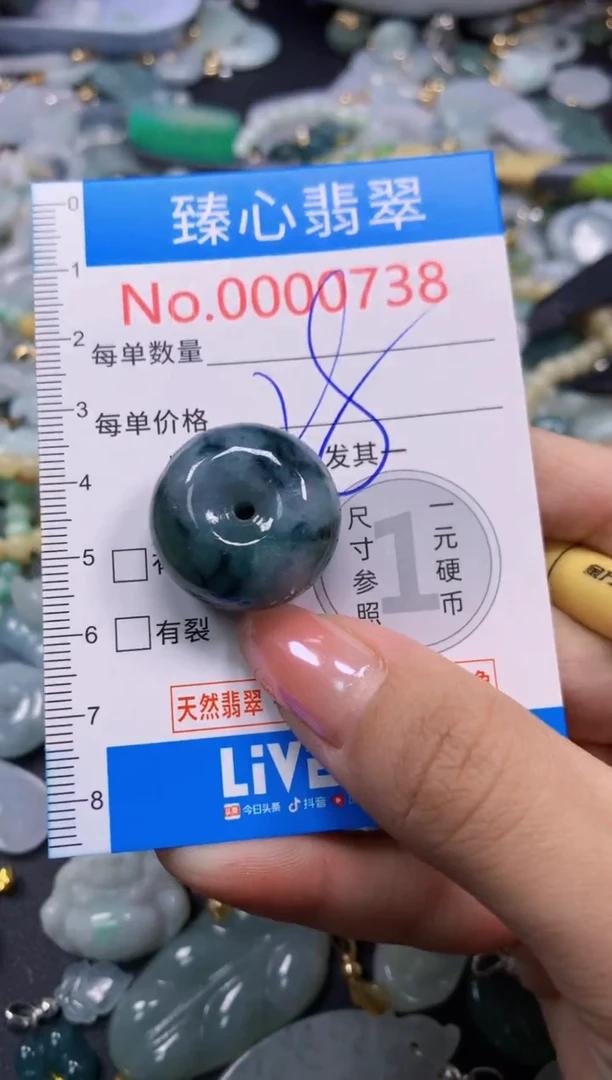 臻心翡翠
0
1
No.0000738
2
每单数量
3
每单价格
发其一
4
5
尺寸参照
1
一元硬币
6
有裂
7
天然翡翠
LiVE
8
今日头条 抖音